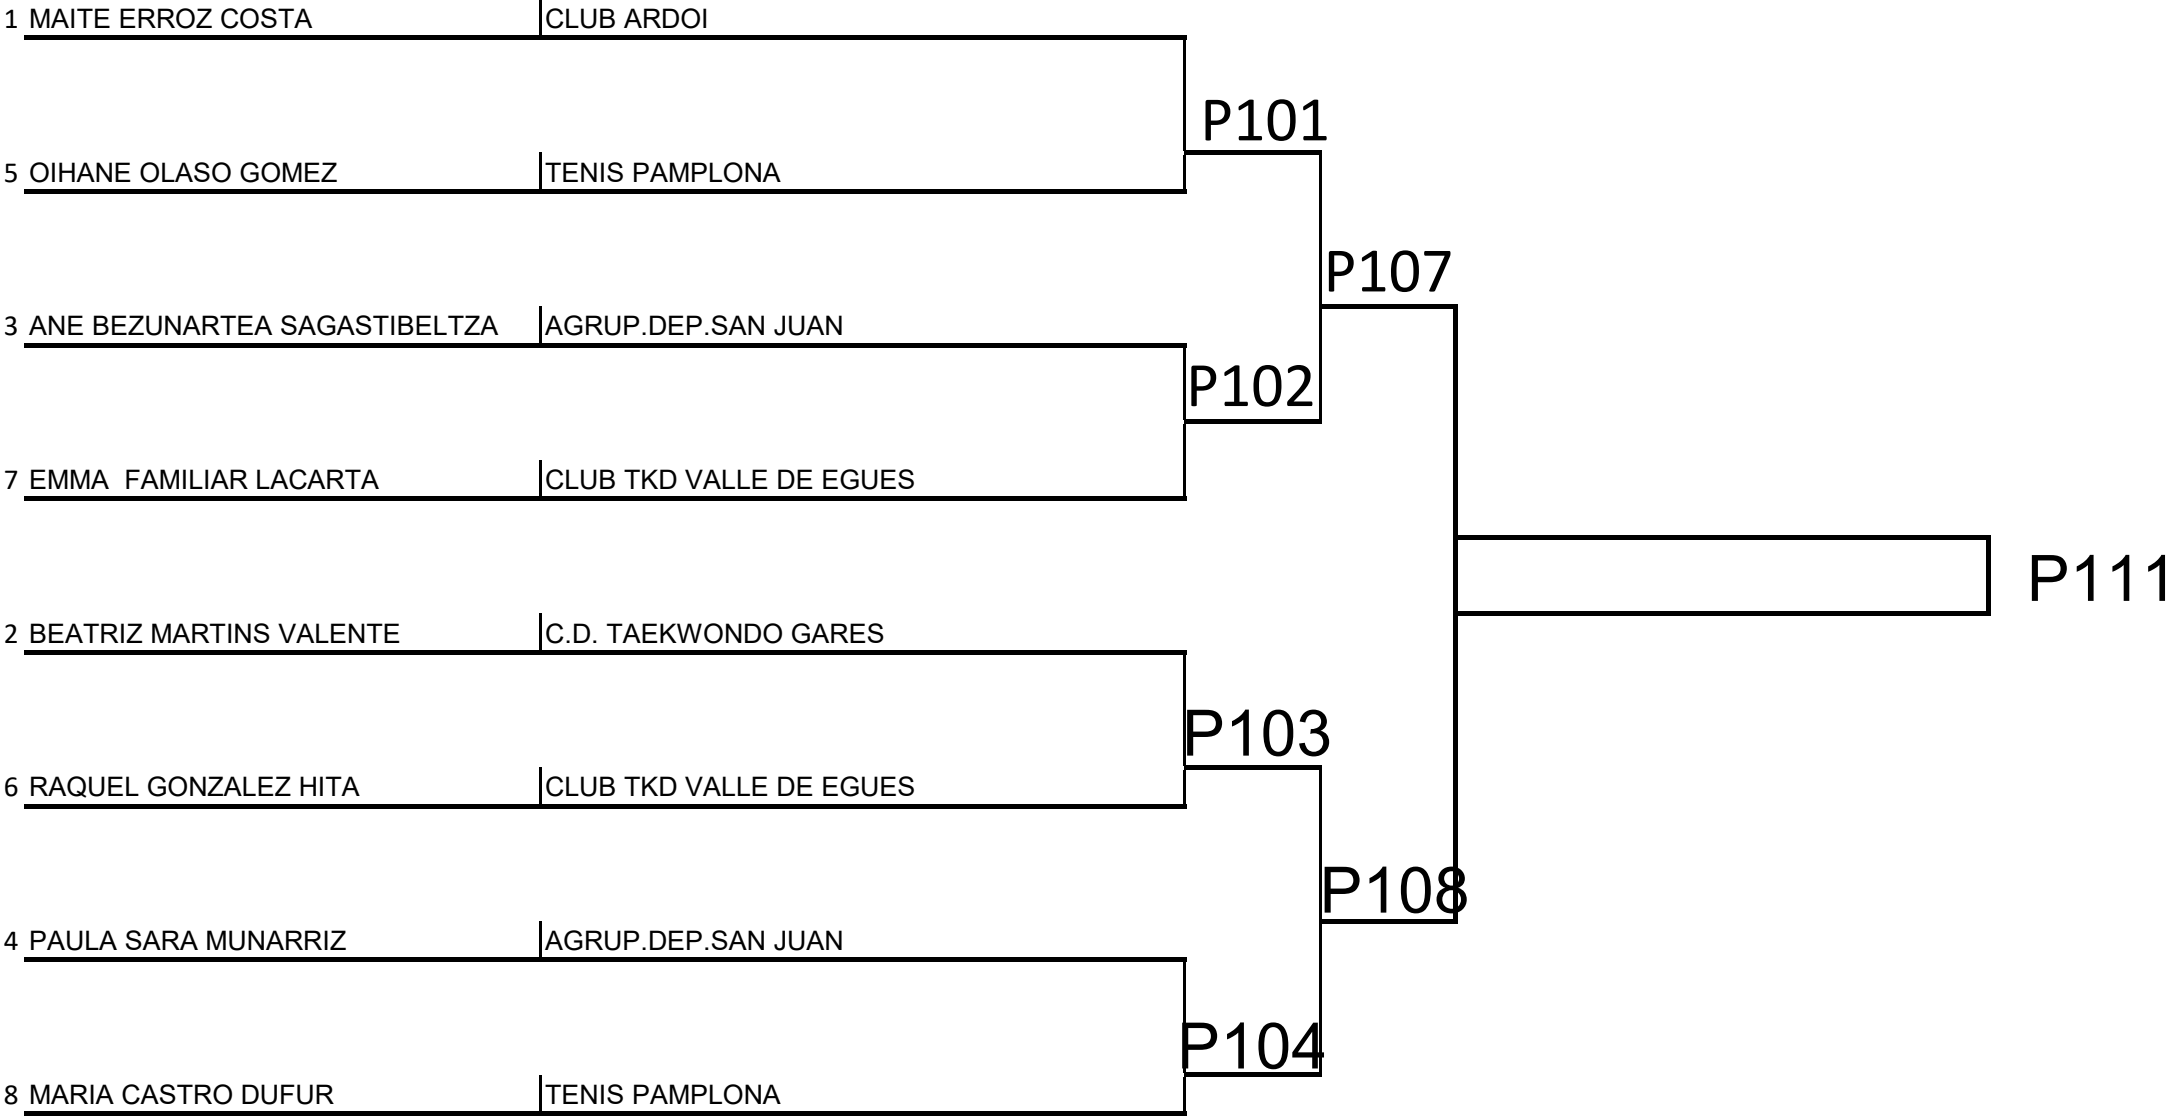 1 MAITE ERROZ COSTA CLUB ARDOI
P101
5 OIHANE OLASO GOMEZ TENIS PAMPLONA
P107
3 ANE BEZUNARTEA SAGASTIBELTZA AGRUP.DEP.SAN JUAN
P102
7 EMMA  FAMILIAR LACARTA CLUB TKD VALLE DE EGUES
P111
2 BEATRIZ MARTINS VALENTE C.D. TAEKWONDO GARES
P103
6 RAQUEL GONZALEZ HITA CLUB TKD VALLE DE EGUES
P108
4 PAULA SARA MUNARRIZ AGRUP.DEP.SAN JUAN
P104
8 MARIA CASTRO DUFUR TENIS PAMPLONA